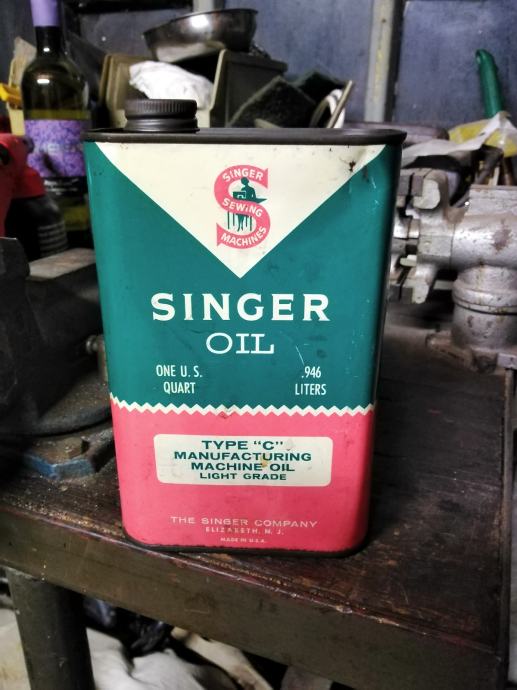 SINGER
SEWING
MACHINES
SINGER
OIL
ONE U.S. .946
QUART LITERS
TYPE "C"
MANUFACTURING
MACHINE OIL
LIGHT GRADE
THE SINGER COMPANY
ELIZABETH, N. J.
MADE IN U.S.A.